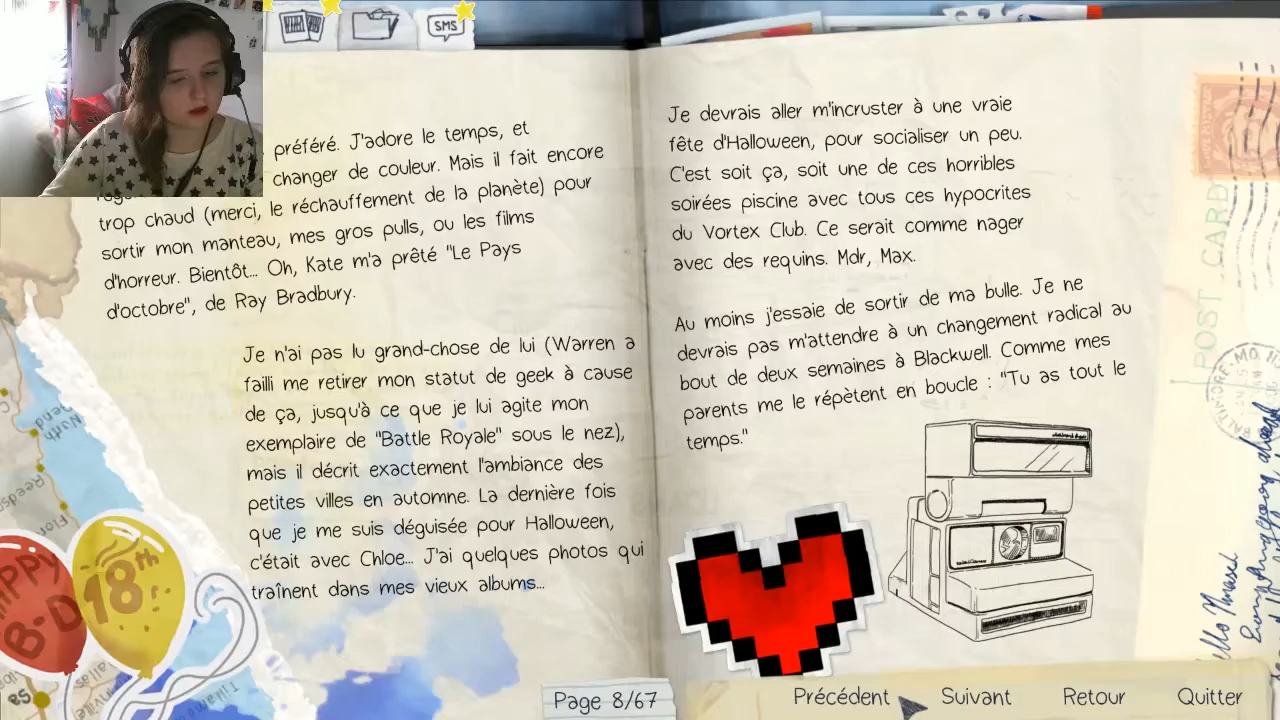 SMS
préféré. J'adore le temps, et
changer de couleur. Mais il fait encore
trop chaud (merci, le réchauffement de la planète) pour
sortir mon manteau, mes gros pulls, ou les films
d'horreur. Bientôt... Oh, Kate m'a prêté "Le Pays
d'octobre", de Ray Bradbury.
Je n'ai pas lu grand-chose de lui (Warren a
failli me retirer mon statut de geek à cause
de ça, jusqu'à ce que je lui agite mon
exemplaire de "Battle Royale" sous le nez),
mais il décrit exactement l'ambiance des
petites villes en automne. La dernière fois
que je me suis déguisée pour Halloween,
c'était avec Chloe... J'ai quelques photos qui
traînent dans mes vieux albums...
18th
B-D
Page 8/67
Je devrais aller m'incruster à une vraie
fête d'Halloween, pour socialiser un peu.
C'est soit ça, soit une de ces horribles
soirées piscine avec tous ces hypocrites
du Vortex Club. Ce serait comme nager
avec des requins. Mdr, Max.
Au moins j'essaie de sortir de ma bulle. Je ne
devrais pas m'attendre à un changement radical au
bout de deux semaines à Blackwell. Comme mes
parents me le répètent en boucle : "Tu as tout le
temps."
POST CARD
Précédent Suivant Retour Quitter